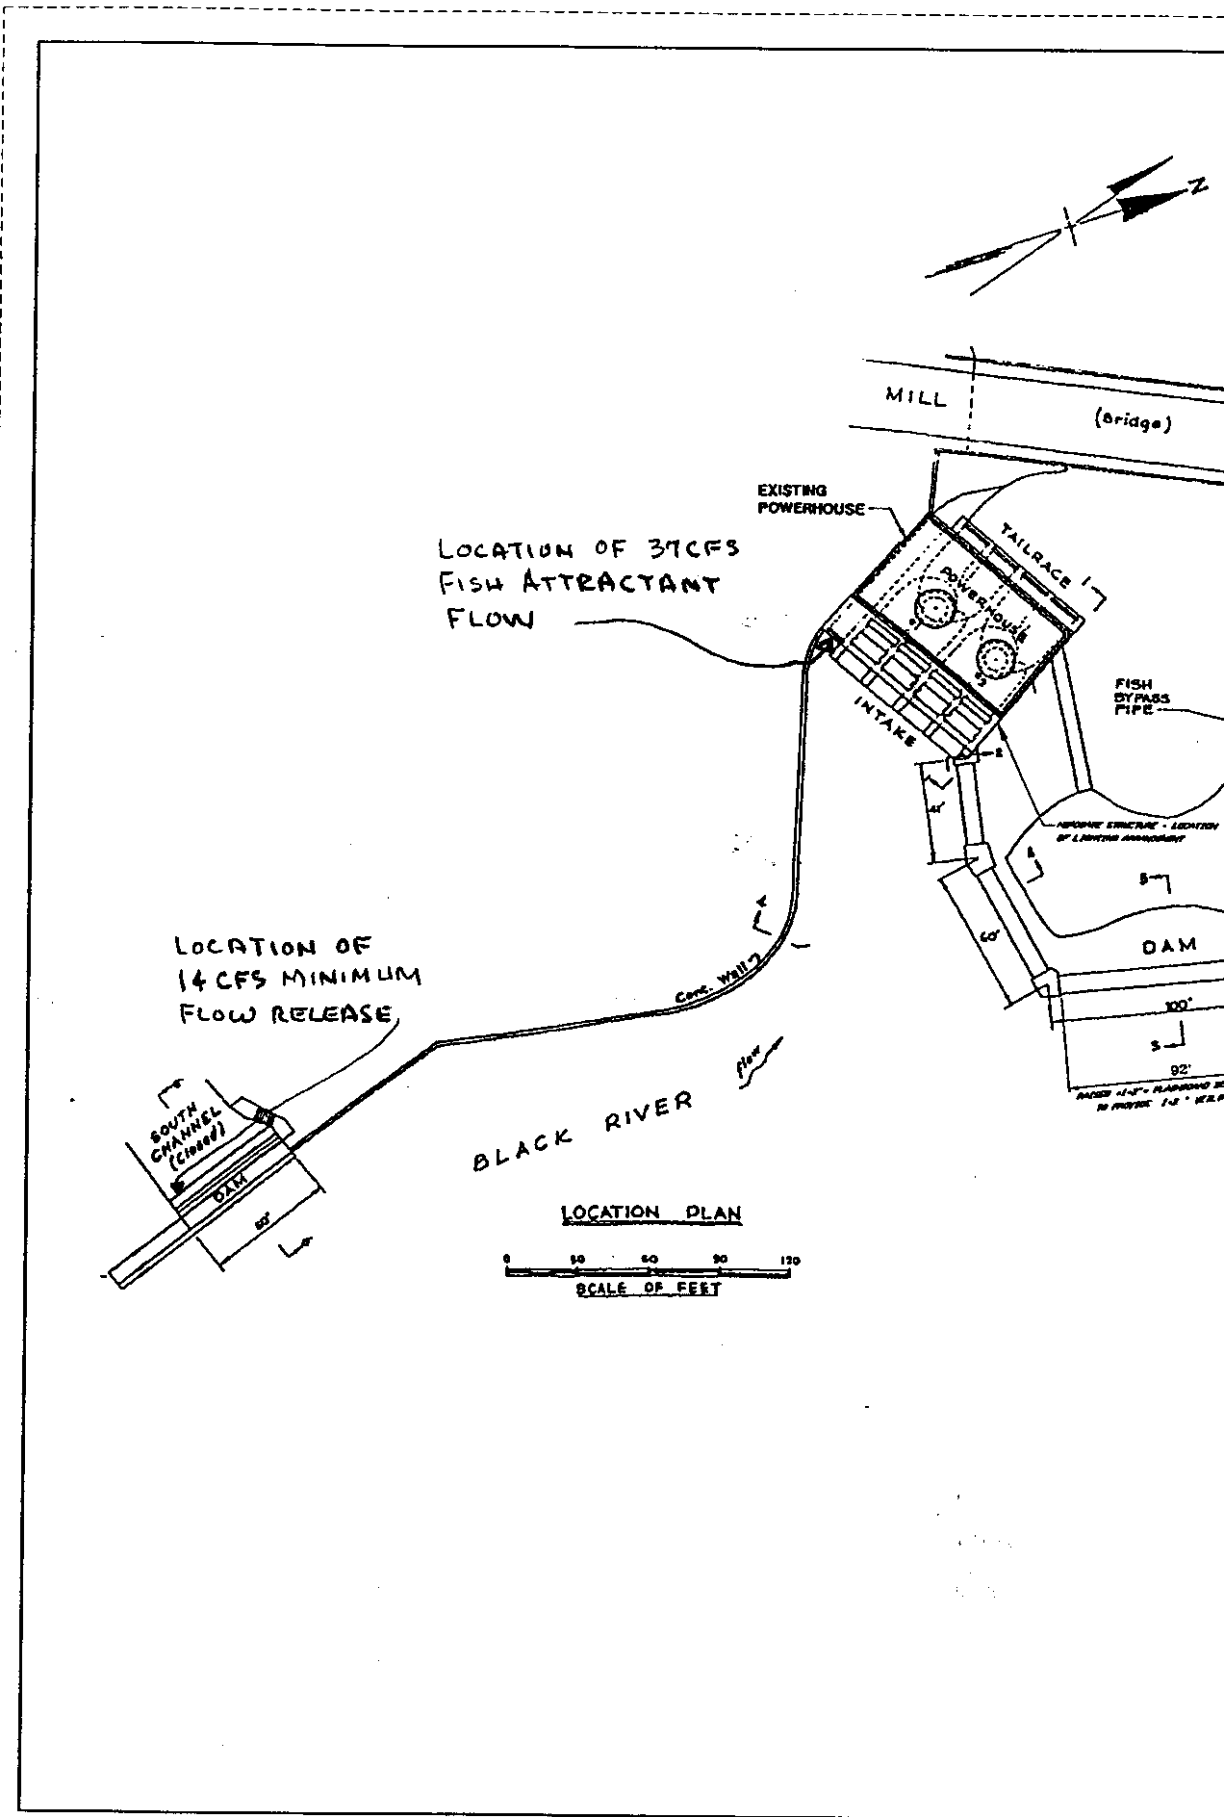 N
MILL
(Bridge)
EXISTING
POWERHOUSE
TAILRACE
1
LOCATION OF 37CFS
FISH ATTRACTANT
FLOW
POWERHOUSE
INTAKE
FISH
BYPASS
PIPE
41'
60'
DAM
100'
92'
A
Conc. Wall
LOCATION OF
14 CFS MINIMUM
FLOW RELEASE
flow
BLACK RIVER
SOUTH
CHANNEL
(Closed)
DAM
LOCATION PLAN
0 30 60 90 120
SCALE OF FEET